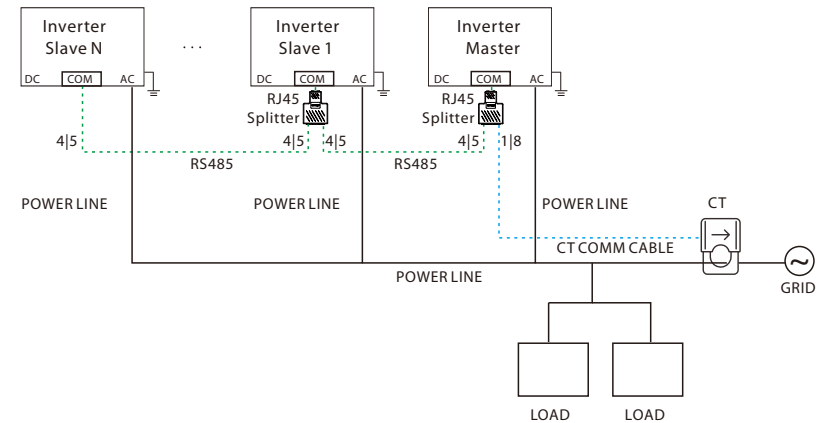 Inverter
Slave N
DC
COM
AC
. . .
Inverter
Slave 1
DC
COM
AC
Inverter
Master
DC
COM
AC
RJ45
Splitter
RJ45
Splitter
4|5
4|5
4|5
4|5
1|8
RS485
RS485
POWER LINE
POWER LINE
POWER LINE
CT
CT COMM CABLE
POWER LINE
GRID
LOAD
LOAD